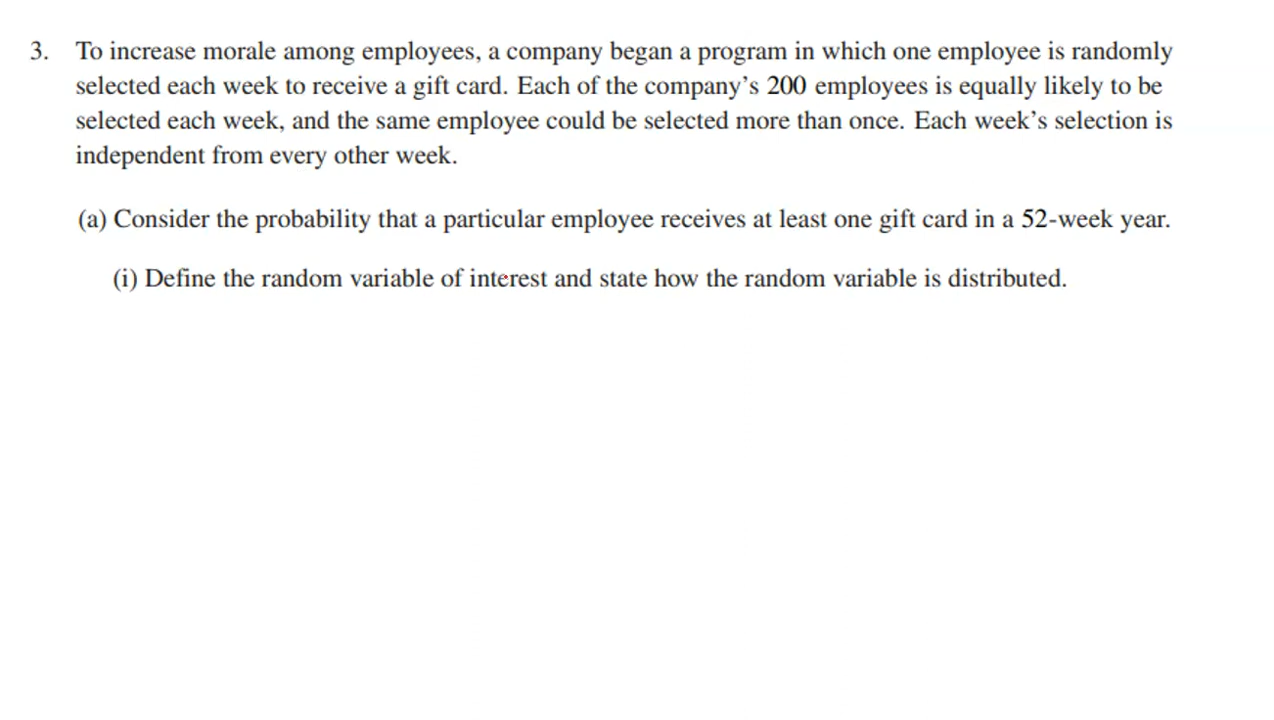 3. To increase morale among employees, a company began a program in which one employee is randomly
selected each week to receive a gift card. Each of the company’s 200 employees is equally likely to be
selected each week, and the same employee could be selected more than once. Each week’s selection is
independent from every other week.
(a) Consider the probability that a particular employee receives at least one gift card in a 52-week year.
(i) Define the random variable of interest and state how the random variable is distributed.